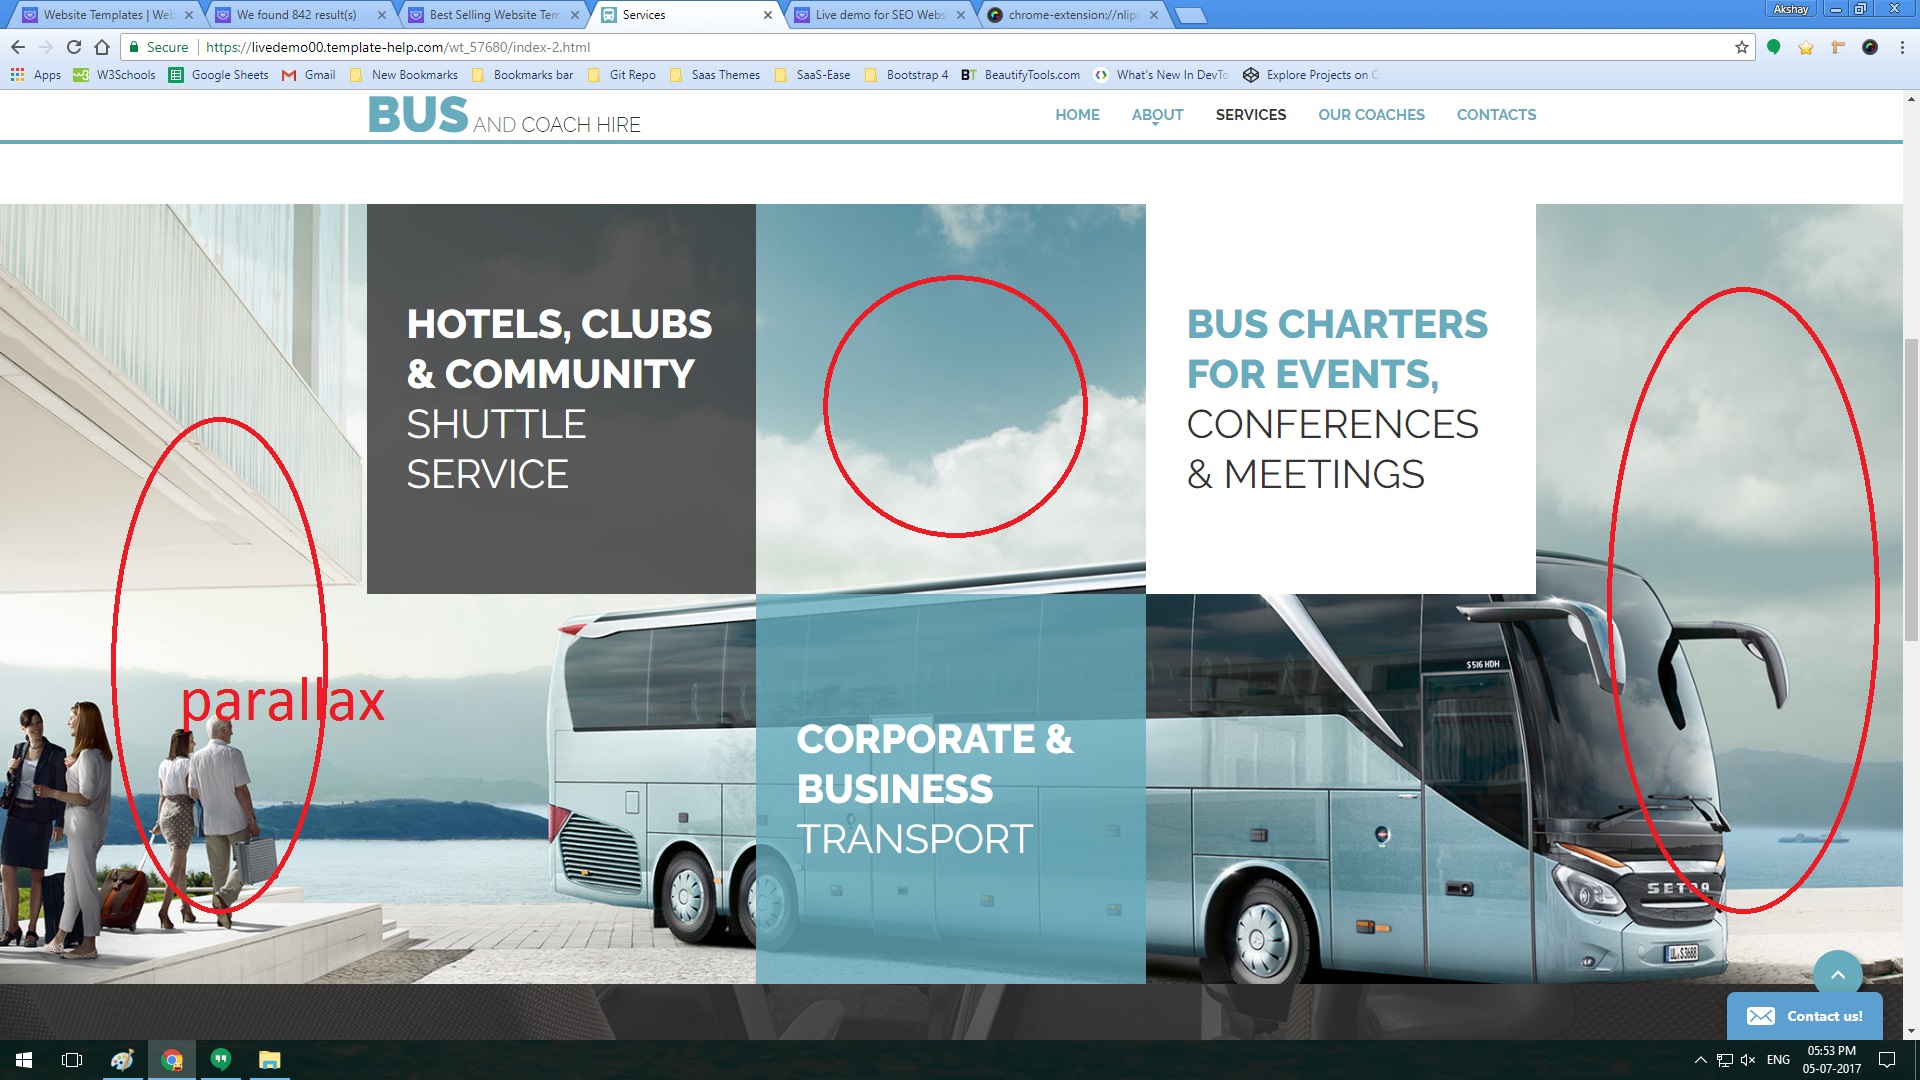 Website Templates | Web
We found 842 result(s)
Best Selling Website Tem
Services
Live demo for SEO Webs
chrome-extension://nlip
Akshay
Secure
https://livedemo00.template-help.com/wt_57680/index-2.html
Apps
W3Schools
Google Sheets
Gmail
New Bookmarks
Bookmarks bar
Git Repo
Saas Themes
SaaS-Ease
Bootstrap 4
BT
BeautifyTools.com
What's New In DevTo
Explore Projects on C
BUS AND COACH HIRE
HOME
ABOUT
SERVICES
OUR COACHES
CONTACTS
HOTELS, CLUBS
& COMMUNITY
SHUTTLE
SERVICE
BUS CHARTERS
FOR EVENTS,
CONFERENCES
& MEETINGS
S 516 HDH
parallax
CORPORATE &
BUSINESS
TRANSPORT
SETRA
UL·S3688
Contact us!
ENG
05:53 PM
05-07-2017